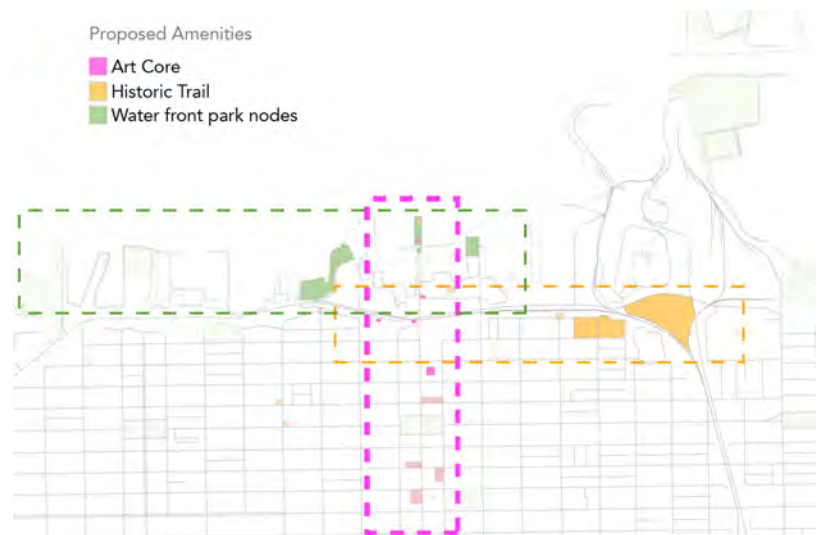 Proposed Amenities
Art Core
Historic Trail
Water front park nodes